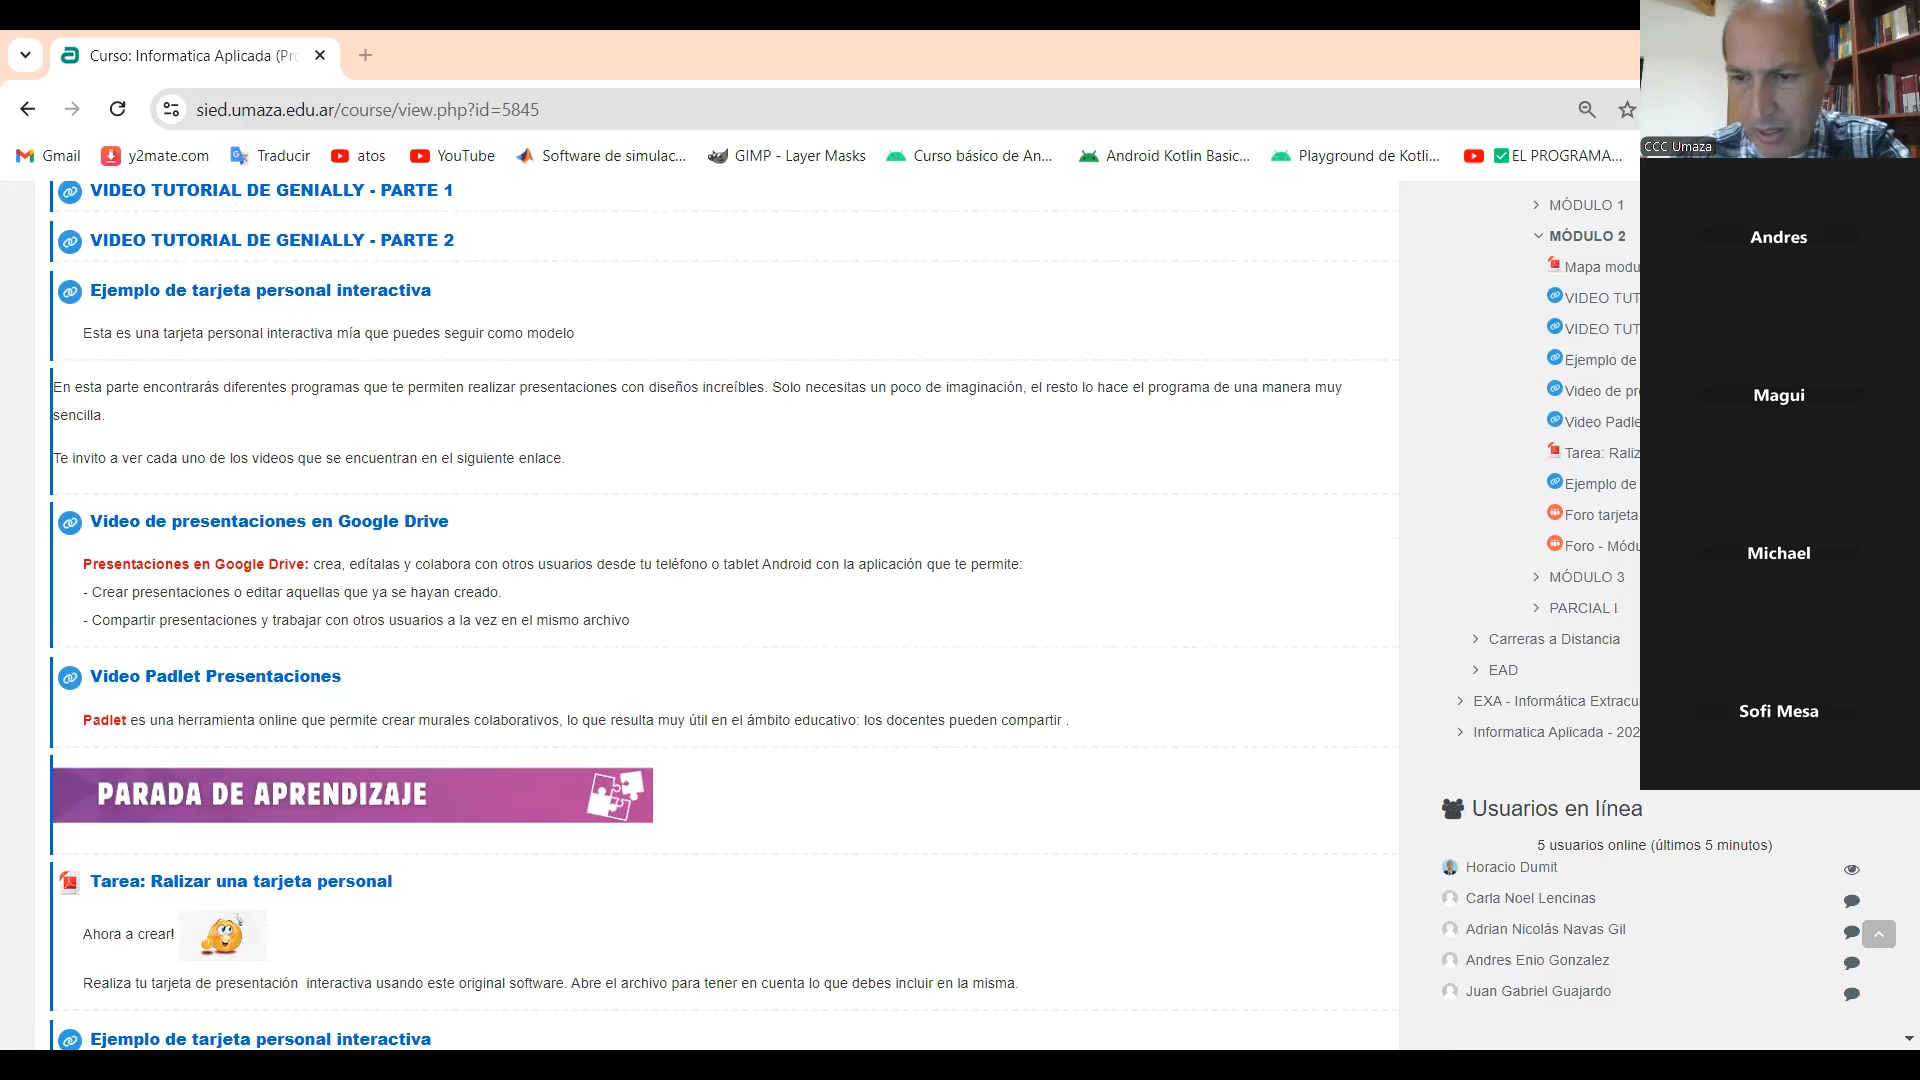 Curso: Informatica Aplicada (Pr
sied.umaza.edu.ar/course/view.php?id=5845
Gmail
y2mate.com
Traducir
atos
YouTube
Software de simulac...
GIMP - Layer Masks
Curso básico de An...
Android Kotlin Basic...
Playground de Kotli...
EL PROGRAMA...
CCC Umaza
VIDEO TUTORIAL DE GENIALLY - PARTE 1
VIDEO TUTORIAL DE GENIALLY - PARTE 2
Ejemplo de tarjeta personal interactiva
Esta es una tarjeta personal interactiva mía que puedes seguir como modelo
En esta parte encontrarás diferentes programas que te permiten realizar presentaciones con diseños increíbles. Solo necesitas un poco de imaginación, el resto lo hace el programa de una manera muy
sencilla.
Te invito a ver cada uno de los videos que se encuentran en el siguiente enlace.
Video de presentaciones en Google Drive
Presentaciones en Google Drive: crea, edítalas y colabora con otros usuarios desde tu teléfono o tablet Android con la aplicación que te permite:
- Crear presentaciones o editar aquellas que ya se hayan creado.
- Compartir presentaciones y trabajar con otros usuarios a la vez en el mismo archivo
Video Padlet Presentaciones
Padlet es una herramienta online que permite crear murales colaborativos, lo que resulta muy útil en el ámbito educativo: los docentes pueden compartir .
PARADA DE APRENDIZAJE
Tarea: Ralizar una tarjeta personal
Ahora a crear!
Realiza tu tarjeta de presentación interactiva usando este original software. Abre el archivo para tener en cuenta lo que debes incluir en la misma.
Ejemplo de tarjeta personal interactiva
MÓDULO 1
MÓDULO 2
Mapa modu
VIDEO TUT
VIDEO TUT
Ejemplo de
Video de pr
Video Padle
Tarea: Raliz
Ejemplo de
Foro tarjeta
Foro - Módu
MÓDULO 3
PARCIAL I
Carreras a Distancia
EAD
EXA - Informática Extracu
Informatica Aplicada - 202
Andres
Magui
Michael
Sofi Mesa
Usuarios en línea
5 usuarios online (últimos 5 minutos)
Horacio Dumit
Carla Noel Lencinas
Adrian Nicolás Navas Gil
Andres Enio Gonzalez
Juan Gabriel Guajardo